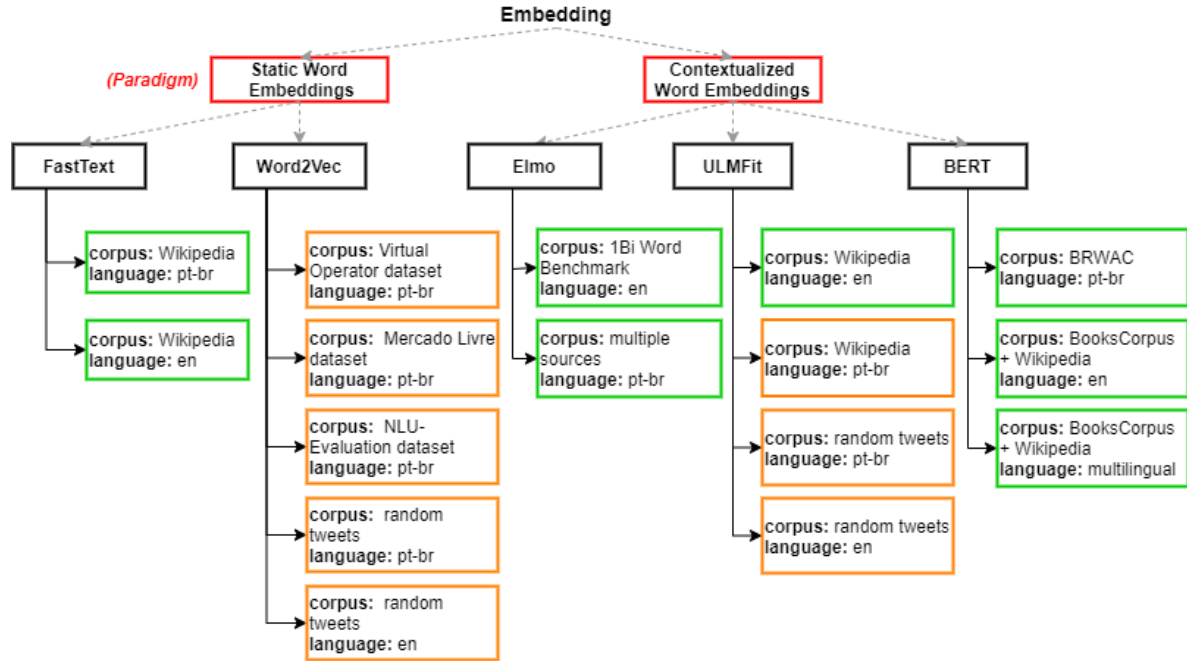 Embedding
(Paradigm)
Static Word
Embeddings
Contextualized
Word Embeddings
FastText
Word2Vec
Elmo
ULMFit
BERT
corpus: Wikipedia
language: pt-br
corpus: Wikipedia
language: en
corpus: Virtual
Operator dataset
language: pt-br
corpus: Mercado Livre
dataset
language: pt-br
corpus: NLU-
Evaluation dataset
language: pt-br
corpus: random
tweets
language: pt-br
corpus: random
tweets
language: en
corpus: 1Bi Word
Benchmark
language: en
corpus: multiple
sources
language: pt-br
corpus: Wikipedia
language: en
corpus: Wikipedia
language: pt-br
corpus: random tweets
language: pt-br
corpus: random tweets
language: en
corpus: BRWAC
language: pt-br
corpus: BooksCorpus
+ Wikipedia
language: en
corpus: BooksCorpus
+ Wikipedia
language: multilingual